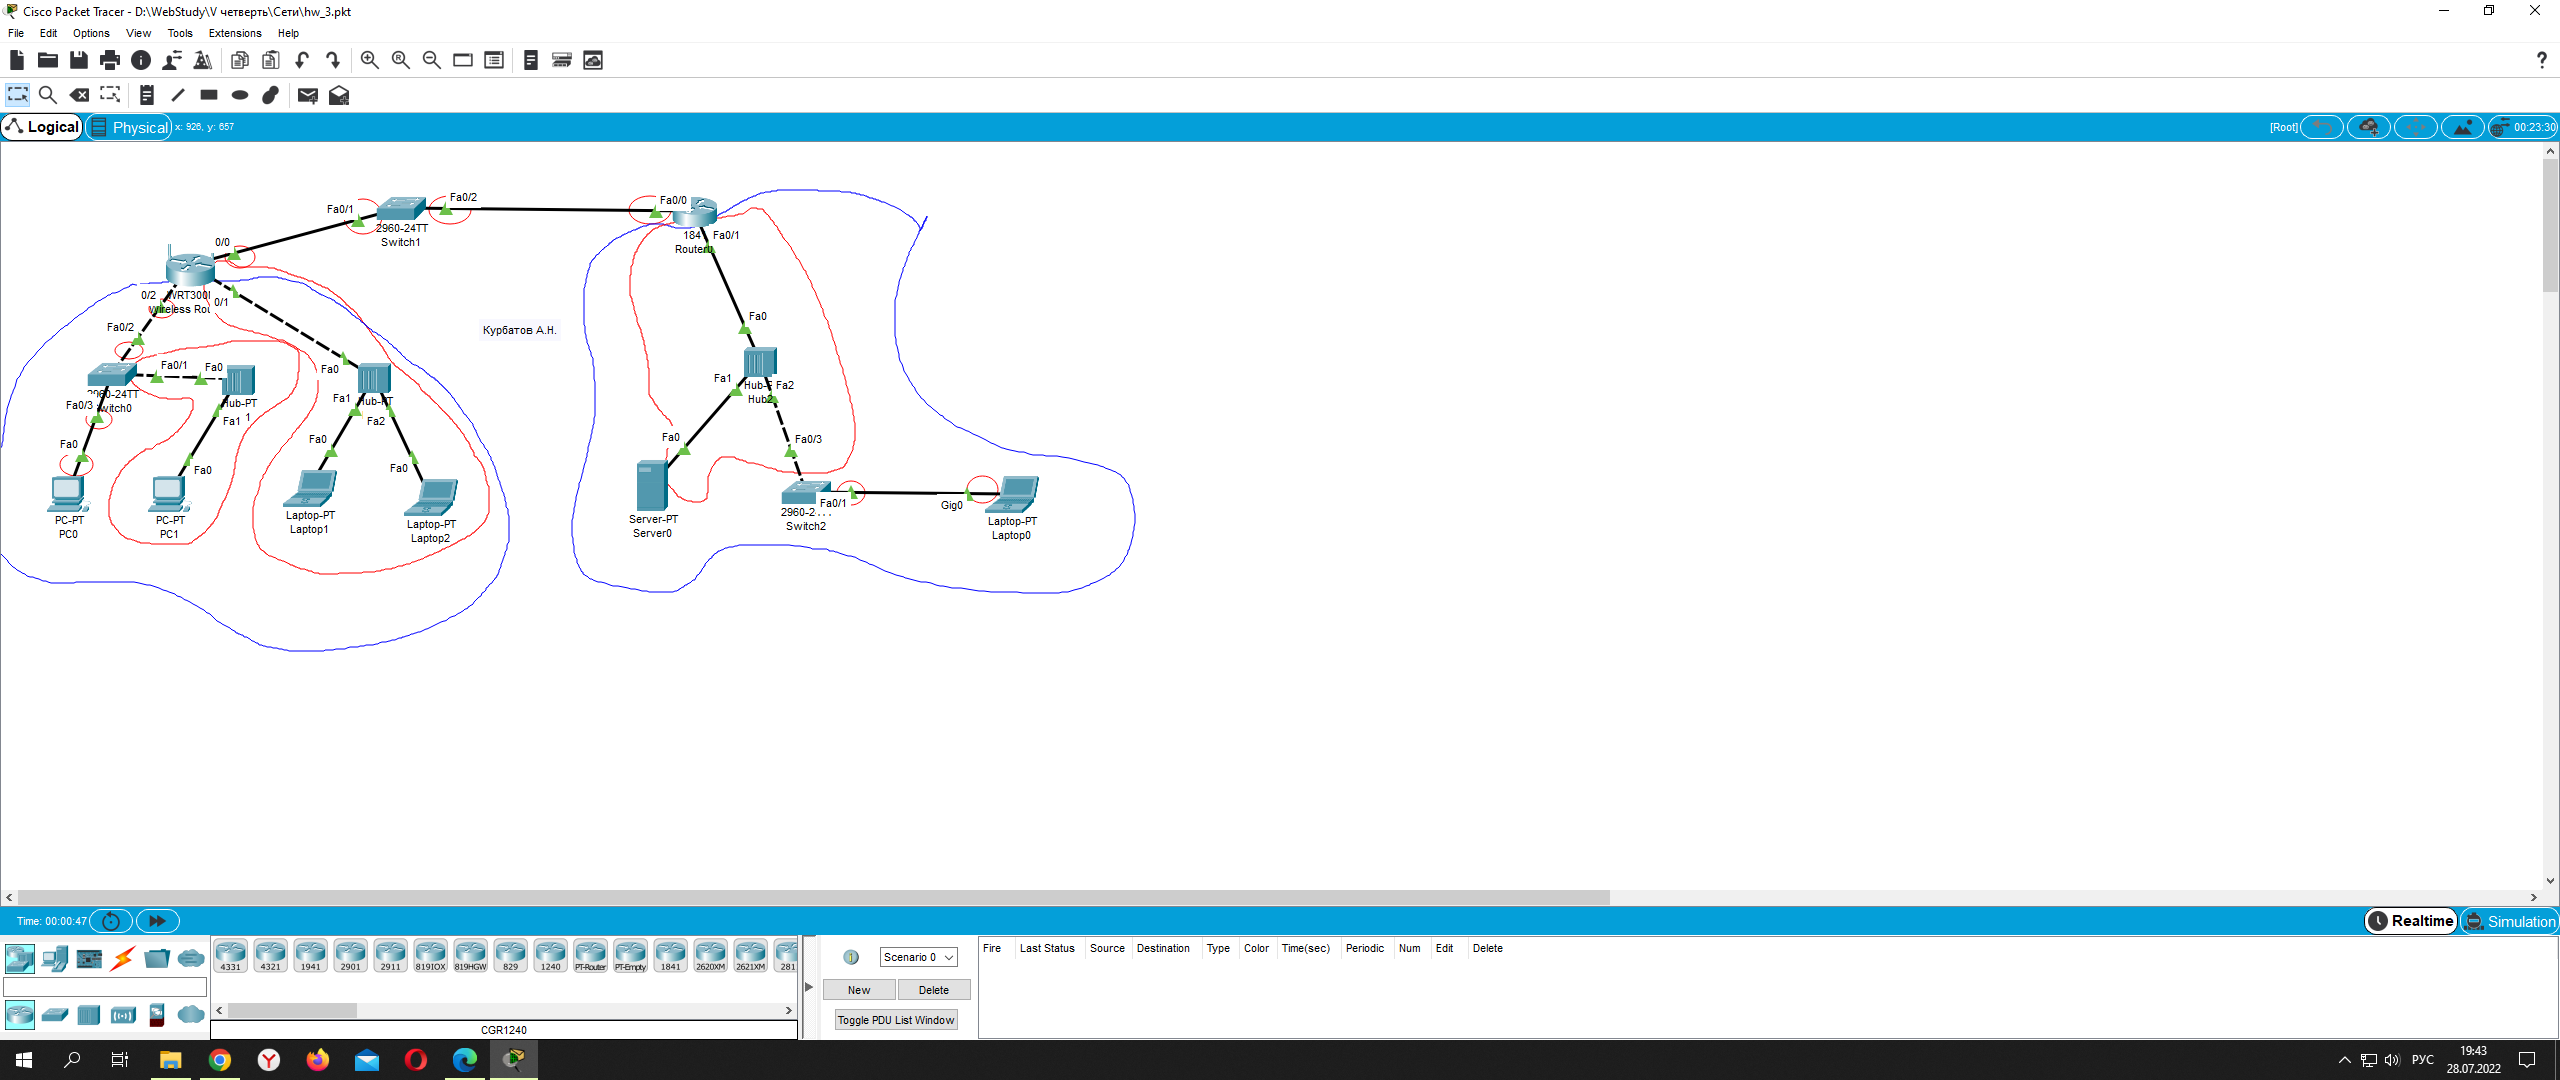 Cisco Packet Tracer - D:\WebStudy\V четверть\Сети\hw_3.pkt
File Edit Options View Tools Extensions Help
?
Logical Physical x: 926, y: 657 [Root] 00:23:30
Fa0/1
Fa0/2
2960-24TT
Switch1
Fa0/0
184
Router0
Fa0/1
0/0
0/2
WRT300
Wireless Rou
0/1
Fa0/2
Fa0/1
Fa0
2960-24TT
Switch0
Fa0/3
Hub-PT
1
Fa1
Fa0
Fa1
Hub-PT
Fa2
Fa0
Fa0
Fa0
Fa0
PC-PT
PC0
PC-PT
PC1
Laptop-PT
Laptop1
Laptop-PT
Laptop2
Курбатов А.Н.
Fa0
Fa1
Hub-P
Fa2
Hub2
Fa0
Fa0/3
Server-PT
Server0
Fa0/1
2960-2
Switch2
Gig0
Laptop-PT
Laptop0
Time: 00:00:47 Realtime Simulation
4331 4321 1941 2901 2911 819IOX 819HGW 829 1240 PT-Router PT-Empty 1841 2620XM 2621XM 281
CGR1240
Scenario 0
New Delete
Toggle PDU List Window
Fire Last Status Source Destination Type Color Time(sec) Periodic Num Edit Delete
РУС
19:43
28.07.2022